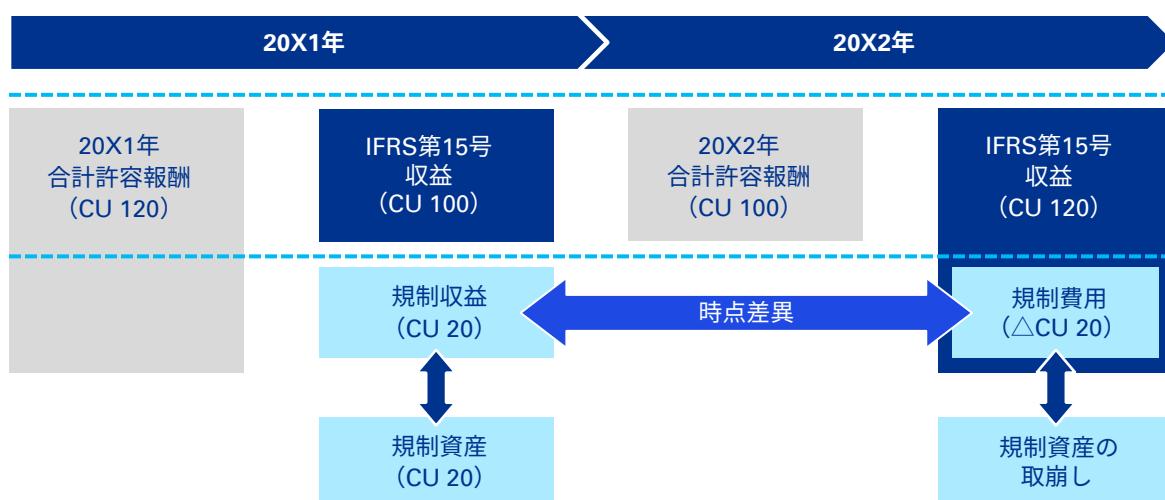 20X1年
20X2年
20X1年
合計許容報酬
（CU 120）
IFRS第15号
収益
（CU 100）
20X2年
合計許容報酬
（CU 100）
IFRS第15号
収益
（CU 120）
規制収益
（CU 20）
時点差異
規制費用
（△CU 20）
規制資産
（CU 20）
規制資産の
取崩し